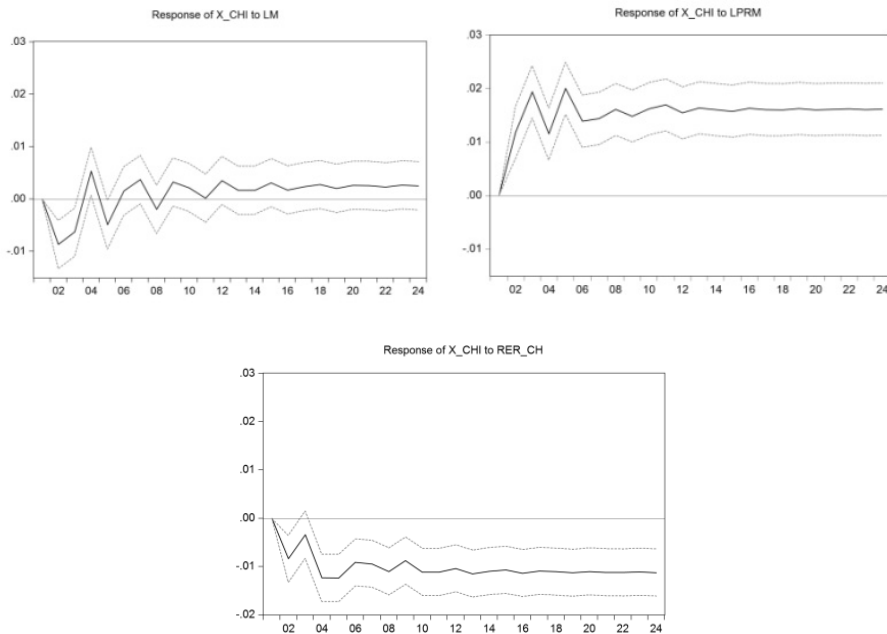 Response of X_CHI to LM
.03
.02
.01
.00
-.01
02 04 06 08 10 12 14 16 18 20 22 24
Response of X_CHI to LPRM
.03
.02
.01
.00
-.01
02 04 06 08 10 12 14 16 18 20 22 24
Response of X_CHI to RER_CH
.03
.02
.01
.00
-.01
-.02
02 04 06 08 10 12 14 16 18 20 22 24